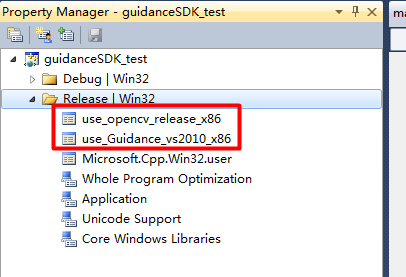 Property Manager - guidanceSDK_test
ma
guidanceSDK_test
Debug | Win32
Release | Win32
use_opencv_release_x86
use_Guidance_vs2010_x86
Microsoft.Cpp.Win32.user
Whole Program Optimization
Application
Unicode Support
Core Windows Libraries